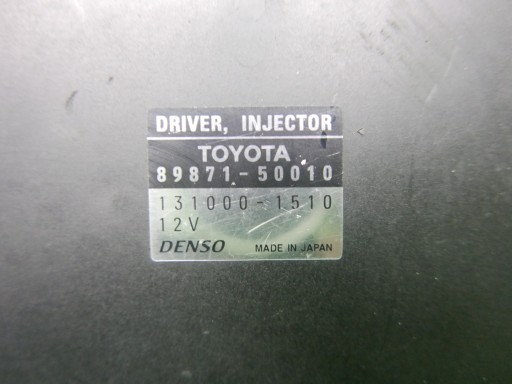 DRIVER, INJECTOR
TOYOTA
89871-50010
131000-1510
12V
DENSO MADE IN JAPAN